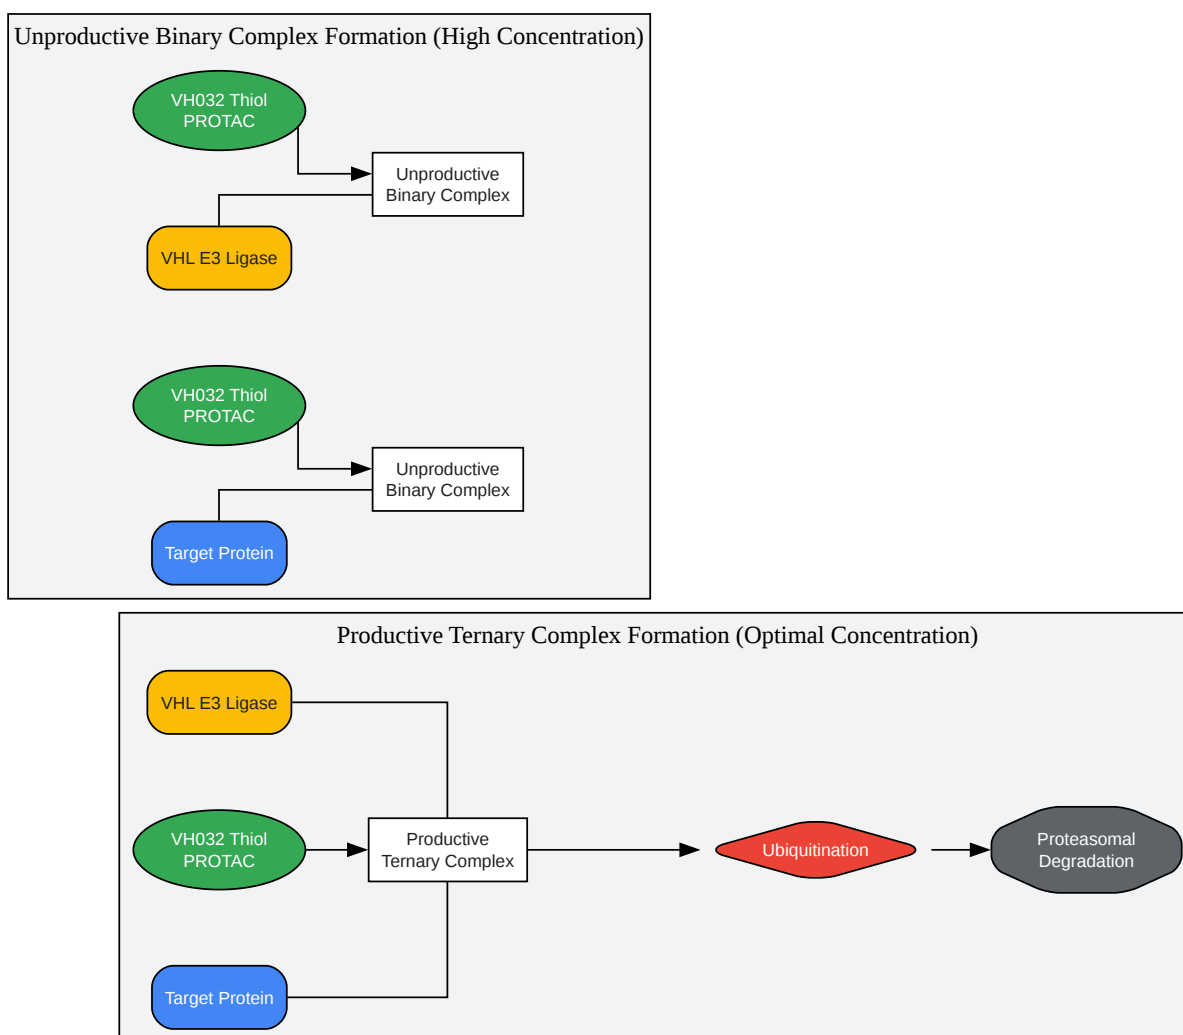 Unproductive Binary Complex Formation (High Concentration)
VH032 Thiol
PROTAC
Unproductive
Binary Complex
VHL E3 Ligase
VH032 Thiol
PROTAC
Unproductive
Binary Complex
Target Protein
Productive Ternary Complex Formation (Optimal Concentration)
VHL E3 Ligase
VH032 Thiol
PROTAC
Productive
Ternary Complex
Ubiquitination
Proteasomal
Degradation
Target Protein